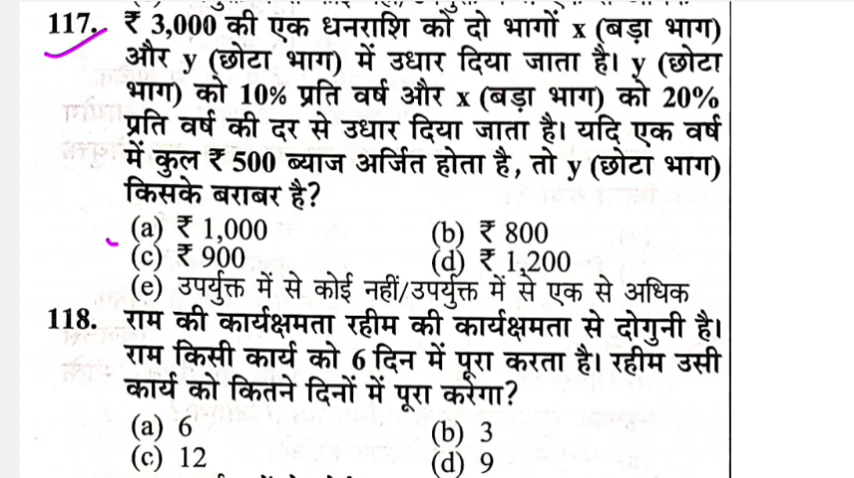 117. ₹ 3,000 की एक धनराशि को दो भागों x (बड़ा भाग)
और y (छोटा भाग) में उधार दिया जाता है। y (छोटा
भाग) को 10% प्रति वर्ष और x (बड़ा भाग) को 20%
प्रति वर्ष की दर से उधार दिया जाता है। यदि एक वर्ष
में कुल ₹ 500 ब्याज अर्जित होता है, तो y (छोटा भाग)
किसके बराबर है?
(a) ₹ 1,000 (b) ₹ 800
(c) ₹ 900 (d) ₹ 1,200
(e) उपर्युक्त में से कोई नहीं/उपर्युक्त में से एक से अधिक
118. राम की कार्यक्षमता रहीम की कार्यक्षमता से दोगुनी है।
राम किसी कार्य को 6 दिन में पूरा करता है। रहीम उसी
कार्य को कितने दिनों में पूरा करेगा?
(a) 6 (b) 3
(c) 12 (d) 9